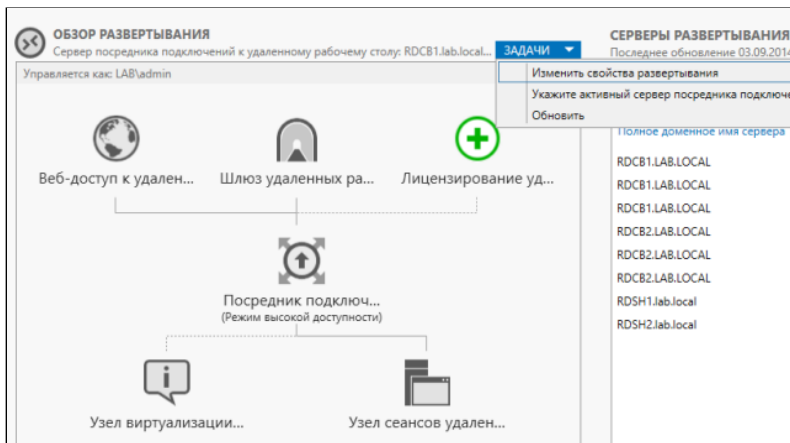 ОБЗОР РАЗВЕРТЫВАНИЯ
Сервер посредника подключений к удаленному рабочему столу: RDCB1.lab.local...
ЗАДАЧИ
Управляется как: LAB\admin
Изменить свойства развертывания
Укажите активный сервер посредника подключе
Обновить
Веб-доступ к удален...
Шлюз удаленных ра...
Лицензирование уд...
Посредник подключ...
(Режим высокой доступности)
Узел виртуализации...
Узел сеансов удален...
СЕРВЕРЫ РАЗВЕРТЫВАНИЯ
Последнее обновление 03.09.2014
Полное доменное имя сервера
RDCB1.LAB.LOCAL
RDCB1.LAB.LOCAL
RDCB1.LAB.LOCAL
RDCB2.LAB.LOCAL
RDCB2.LAB.LOCAL
RDCB2.LAB.LOCAL
RDSH1.lab.local
RDSH2.lab.local